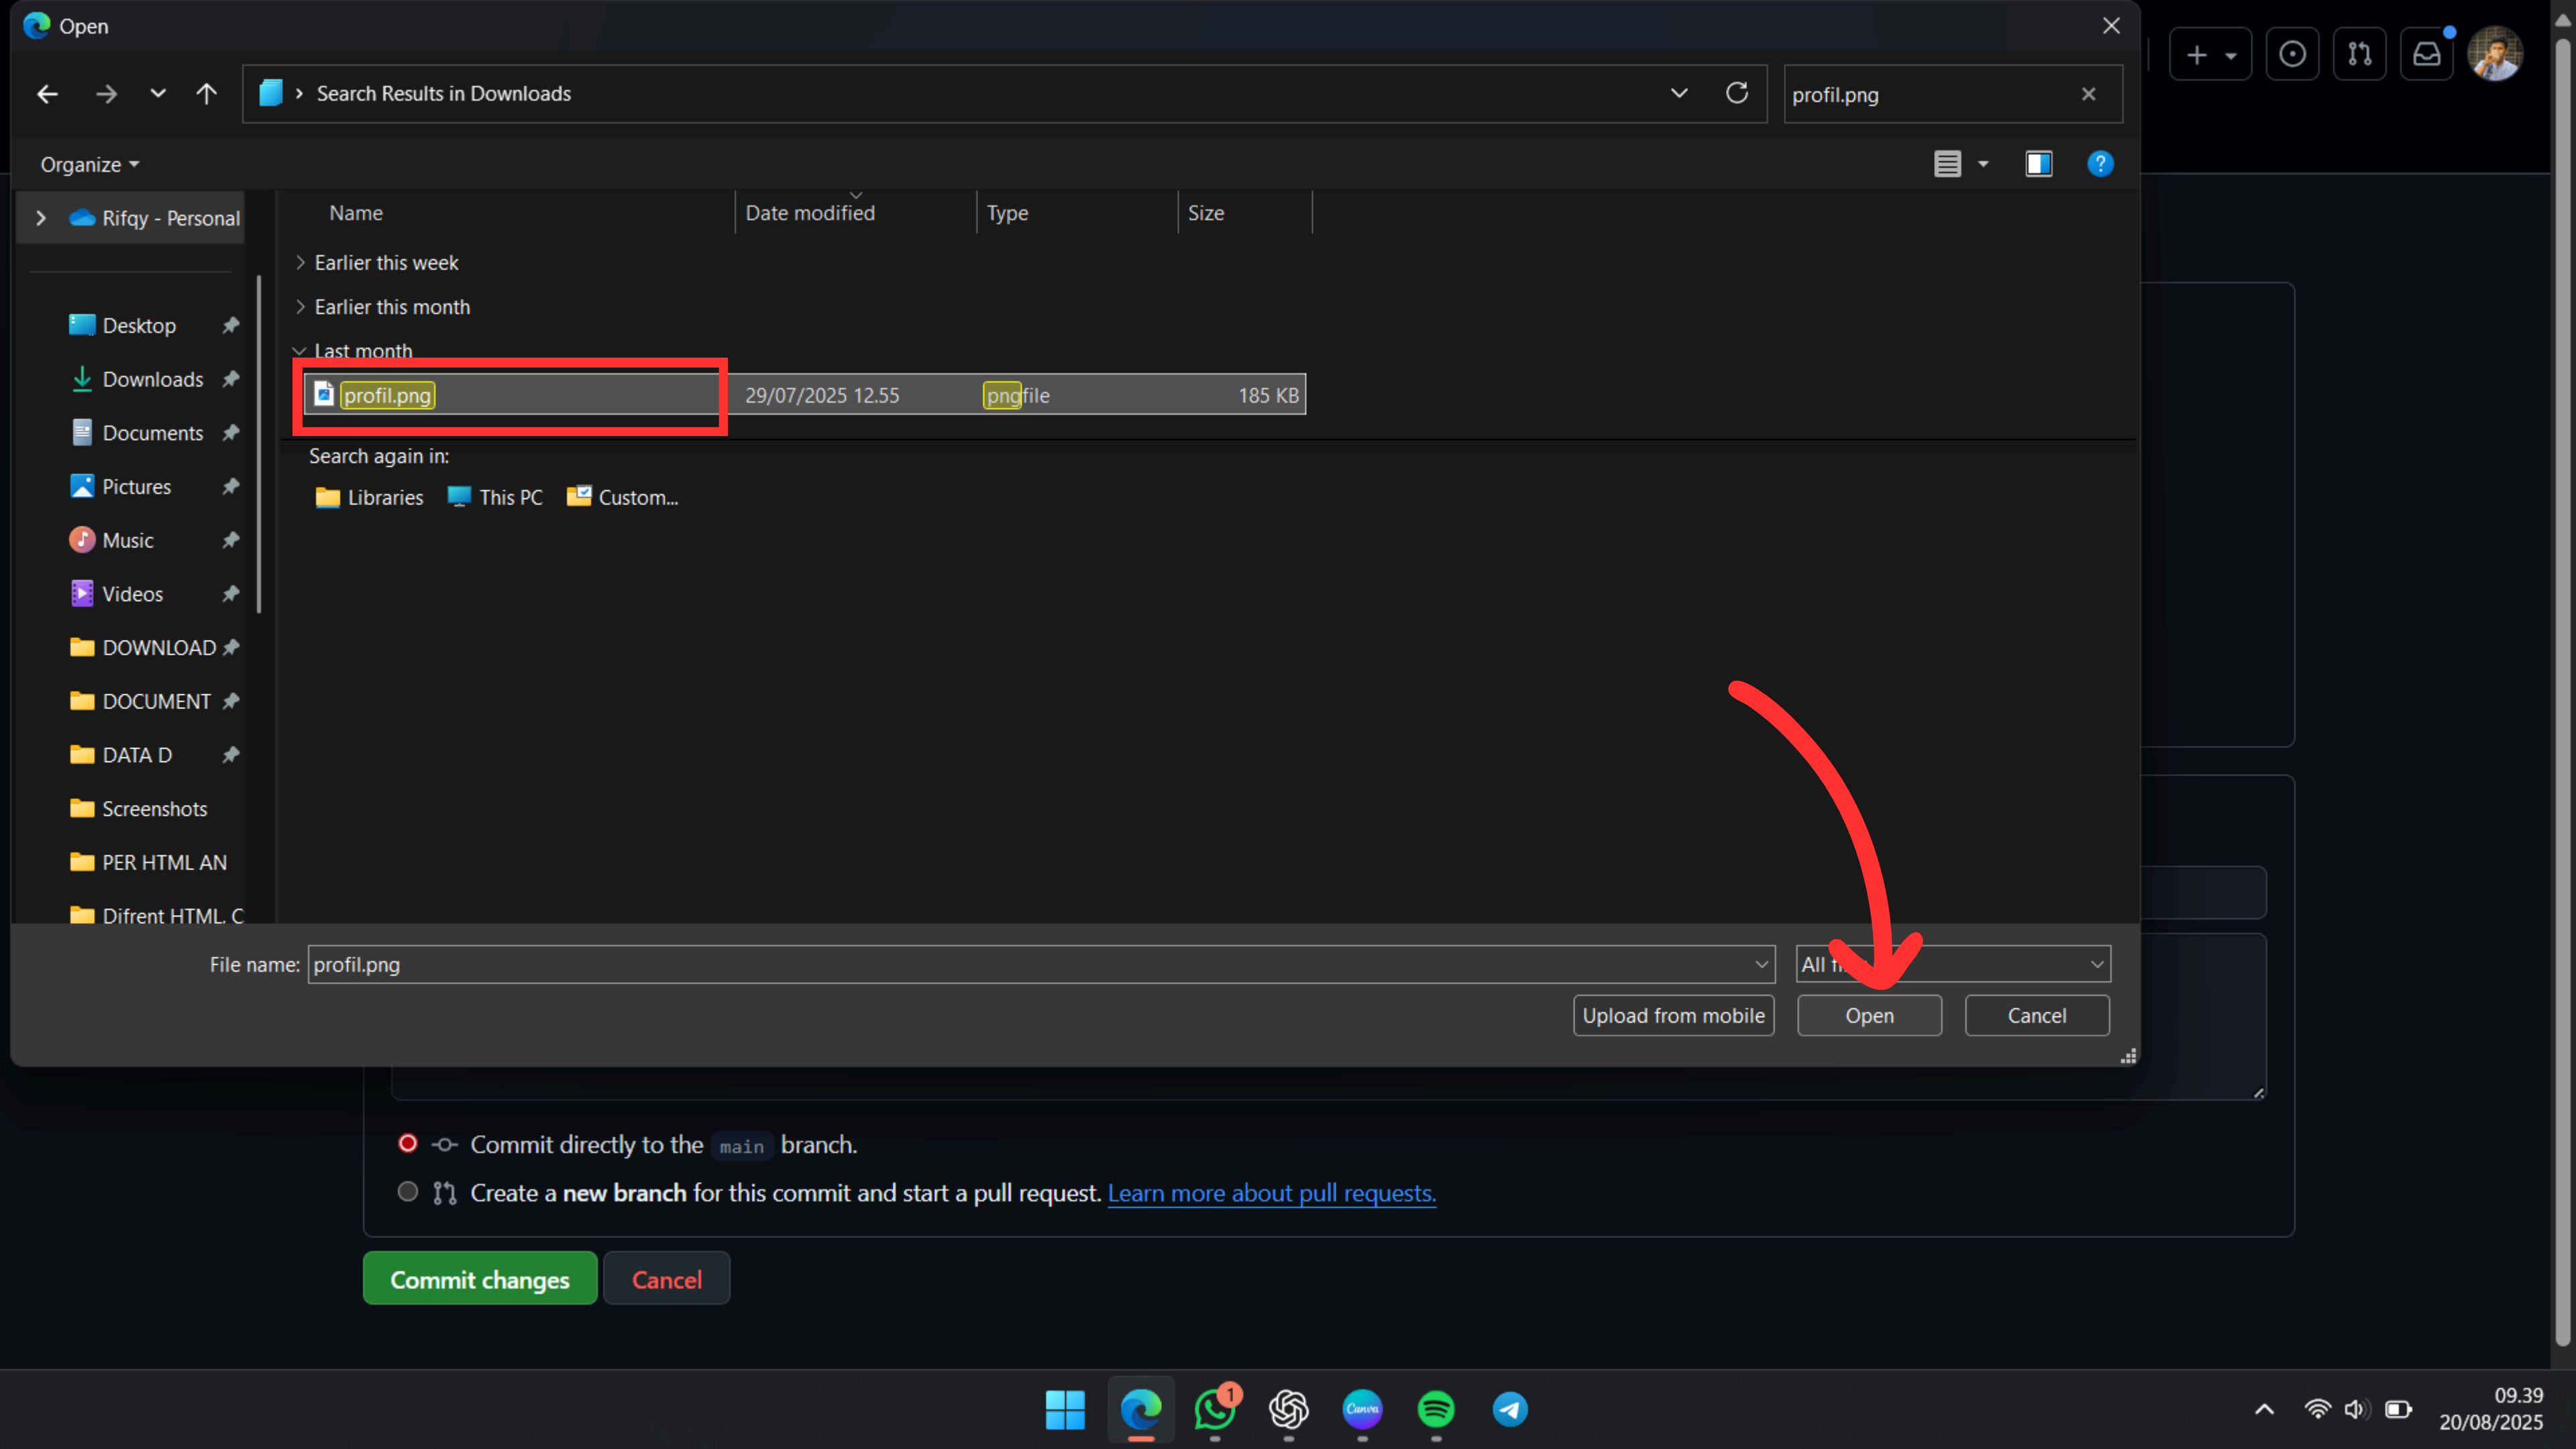 Open
Search Results in Downloads
profil.png
Organize
Rifqy - Personal
Name
Date modified
Type
Size
Earlier this week
Earlier this month
Last month
profil.png
29/07/2025 12.55
pngfile
185 KB
Search again in:
Libraries
This PC
Custom...
Desktop
Downloads
Documents
Pictures
Music
Videos
DOWNLOAD
DOCUMENT
DATA D
Screenshots
PER HTML AN
Difrent HTML. C
File name:
profil.png
All
Upload from mobile
Open
Cancel
Commit directly to the main branch.
Create a new branch for this commit and start a pull request. Learn more about pull requests.
Commit changes
Cancel
1
Canva
09.39
20/08/2025